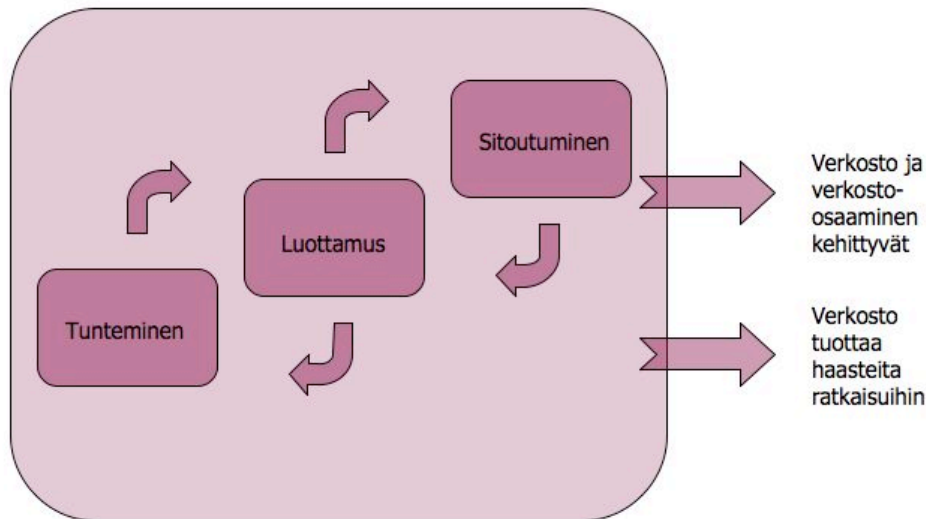 Sitoutuminen
Luottamus
Tunteminen
Verkosto ja
verkosto-
osaaminen
kehittyvät
Verkosto
tuottaa
haasteita
ratkaisuihin